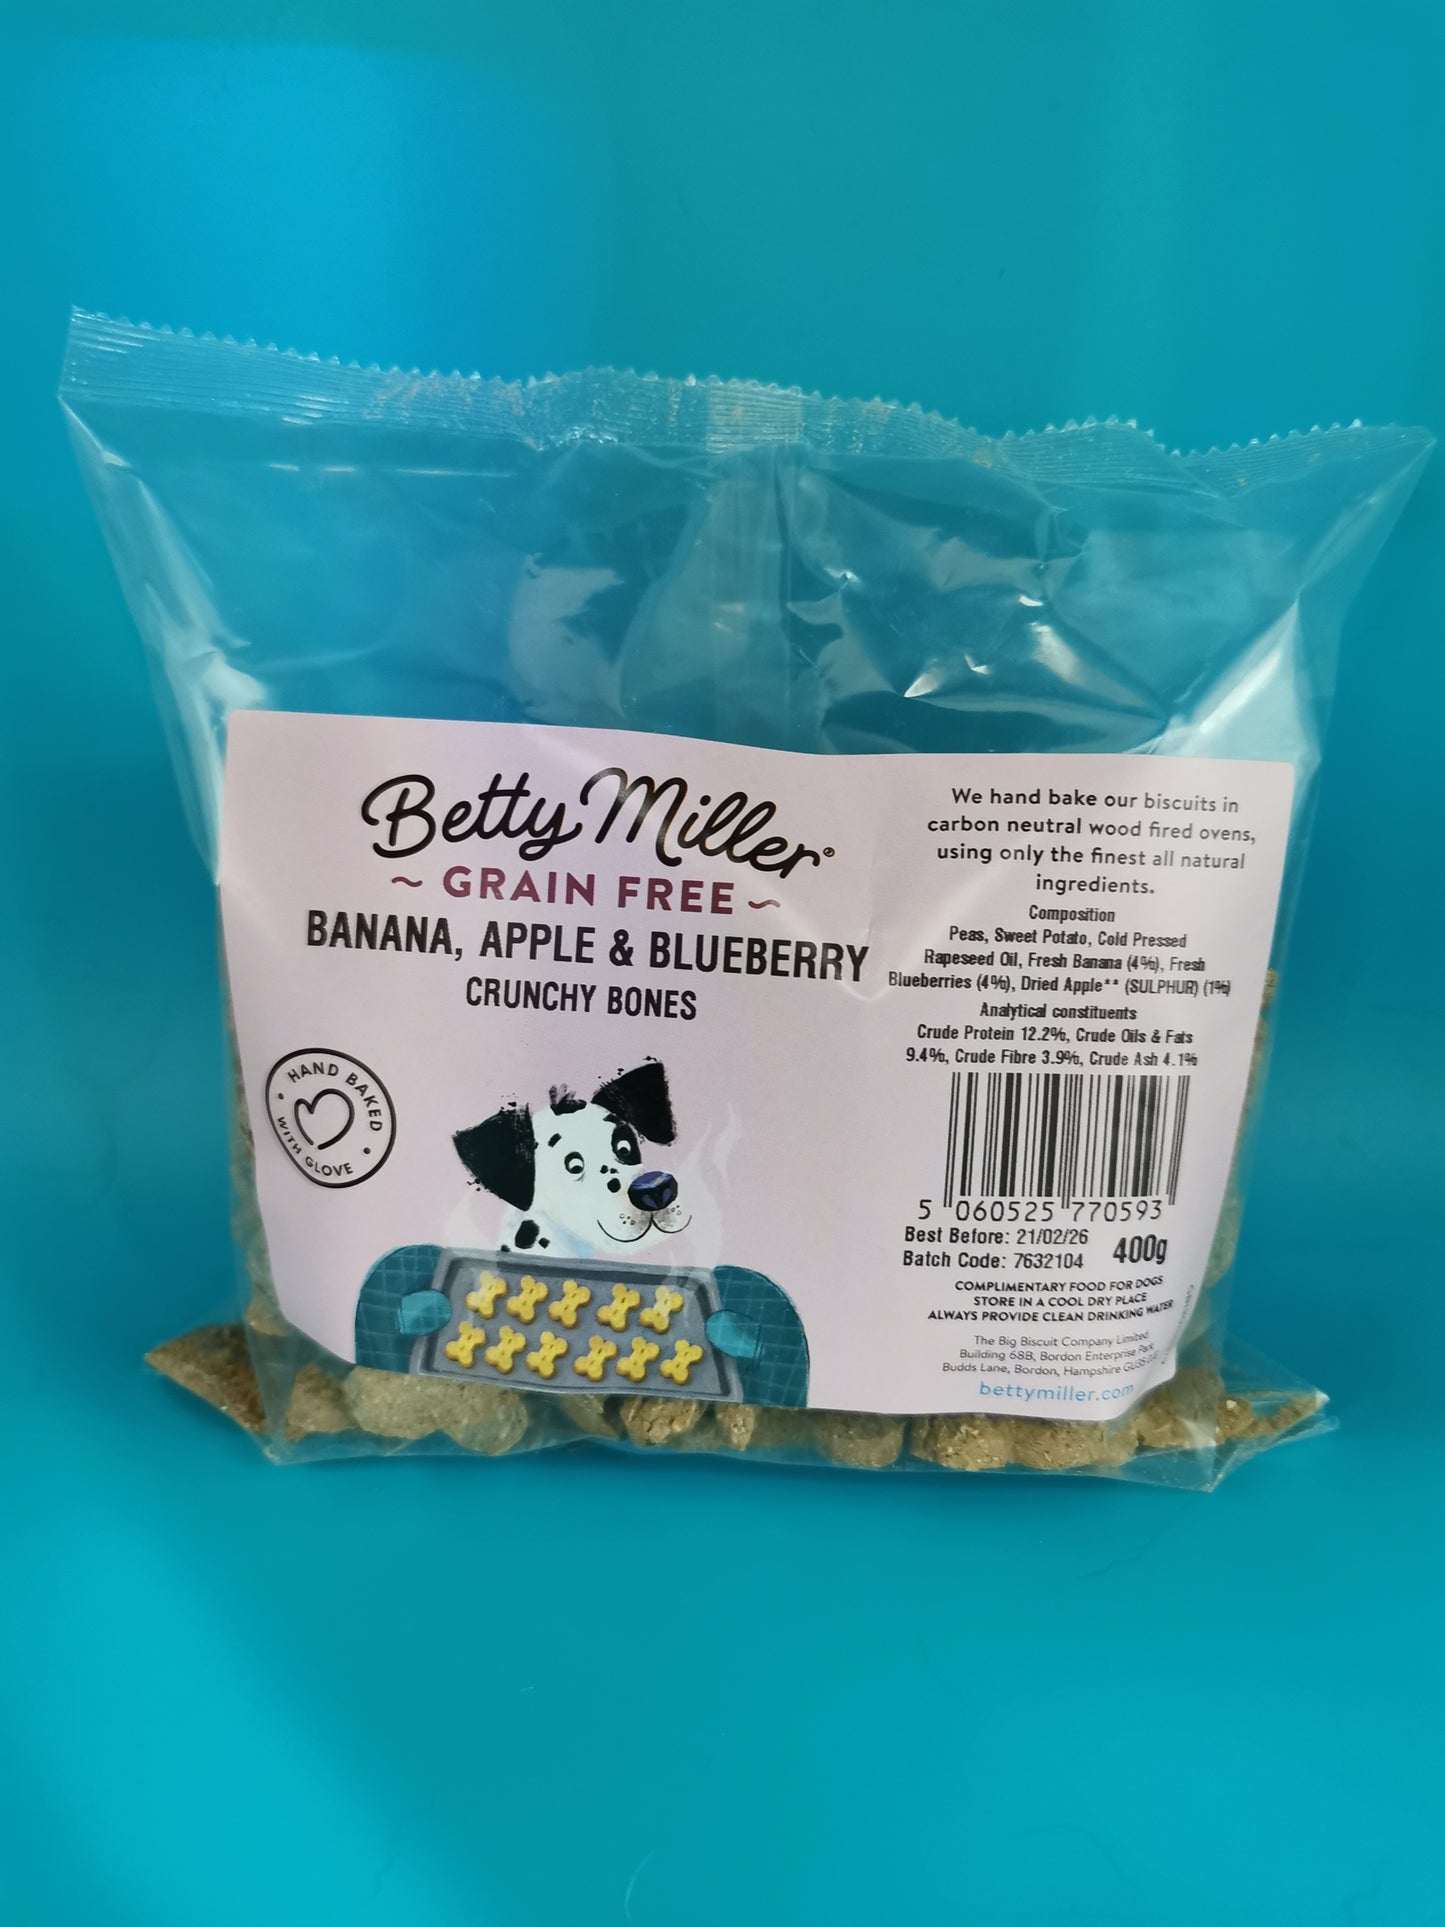 Betty Miller
~ GRAIN FREE ~
BANANA, APPLE & BLUEBERRY
CRUNCHY BONES
HAND BAKED
WITH GLOVE
We hand bake our biscuits in
carbon neutral wood fired ovens,
using only the finest all natural
ingredients.
Composition
Peas, Sweet Potato, Cold Pressed
Rapeseed Oil, Fresh Banana (4%), Fresh
Blueberries (4%), Dried Apple** (SULPHUR) (1%)
Analytical constituents
Crude Protein 12.2%, Crude Oils & Fats
9.4%, Crude Fibre 3.9%, Crude Ash 4.1%
5 060525 770593
Best Before: 21/02/26
Batch Code: 7632104
400g
COMPLIMENTARY FOOD FOR DOGS
STORE IN A COOL DRY PLACE
ALWAYS PROVIDE CLEAN DRINKING WATER
The Big Biscuit Company Limited
Building 68B, Bordon Enterprise Park
Budds Lane, Bordon, Hampshire GU35
bettymiller.com